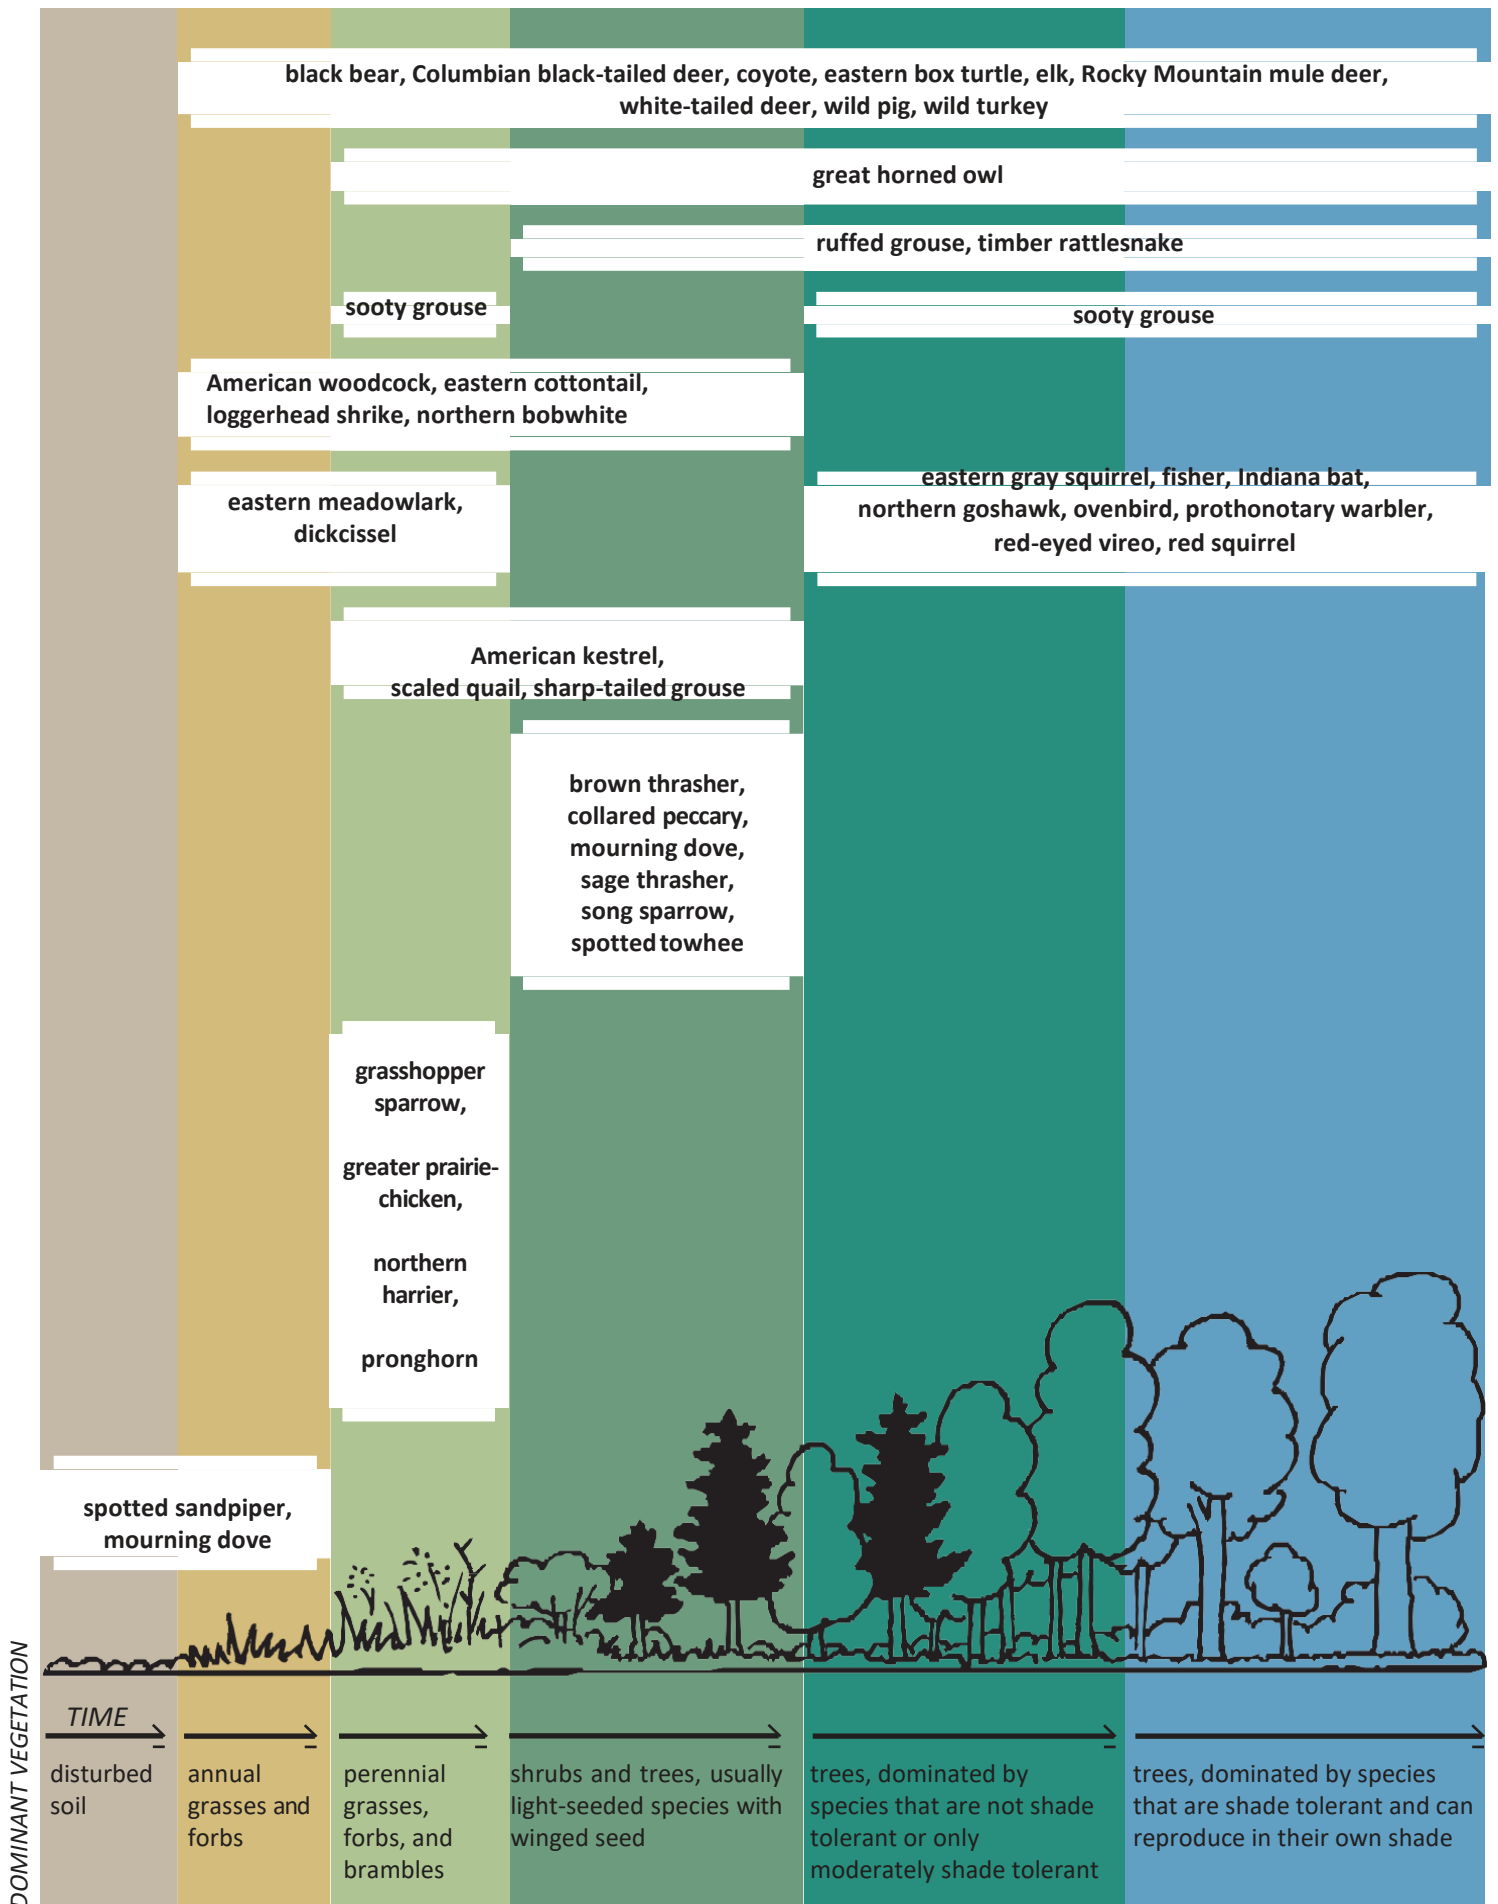 black bear, Columbian black-tailed deer, coyote, eastern box turtle, elk, Rocky Mountain mule deer,
white-tailed deer, wild pig, wild turkey
great horned owl
ruffed grouse, timber rattlesnake
sooty grouse
sooty grouse
American woodcock, eastern cottontail,
loggerhead shrike, northern bobwhite
eastern meadowlark,
dickcissel
eastern gray squirrel, fisher, Indiana bat,
northern goshawk, ovenbird, prothonotary warbler,
red-eyed vireo, red squirrel
American kestrel,
scaled quail, sharp-tailed grouse
brown thrasher,
collared peccary,
mourning dove,
sage thrasher,
song sparrow,
spotted towhee
grasshopper
sparrow,
greater prairie-
chicken,
northern
harrier,
pronghorn
spotted sandpiper,
mourning dove
DOMINANT VEGETATION
TIME
disturbed
soil
annual
grasses and
forbs
perennial
grasses,
forbs, and
brambles
shrubs and trees, usually
light-seeded species with
winged seed
trees, dominated by
species that are not shade
tolerant or only
moderately shade tolerant
trees, dominated by species
that are shade tolerant and can
reproduce in their own shade